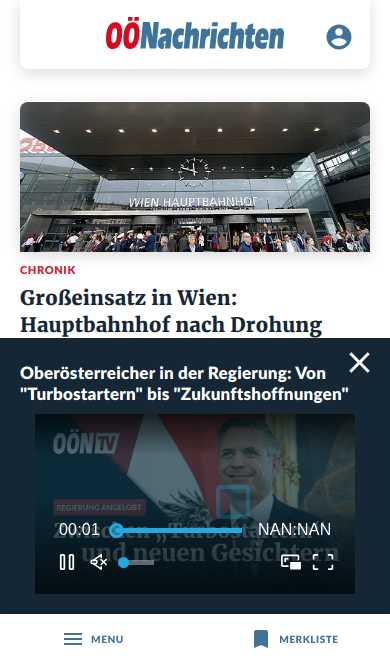 OÖNachrichten
WIEN HAUPTBAHNHOF
CHRONIK
Großeinsatz in Wien:
Hauptbahnhof nach Drohung
Oberösterreicher in der Regierung: Von
"Turbostartern" bis "Zukunftshoffnungen"
OÖN TV
REGIERUNG ANGELOBT
Zwischen „Turbostartern"
und neuen Gesichtern
00:01
NAN:NAN
MENU
MERKLISTE